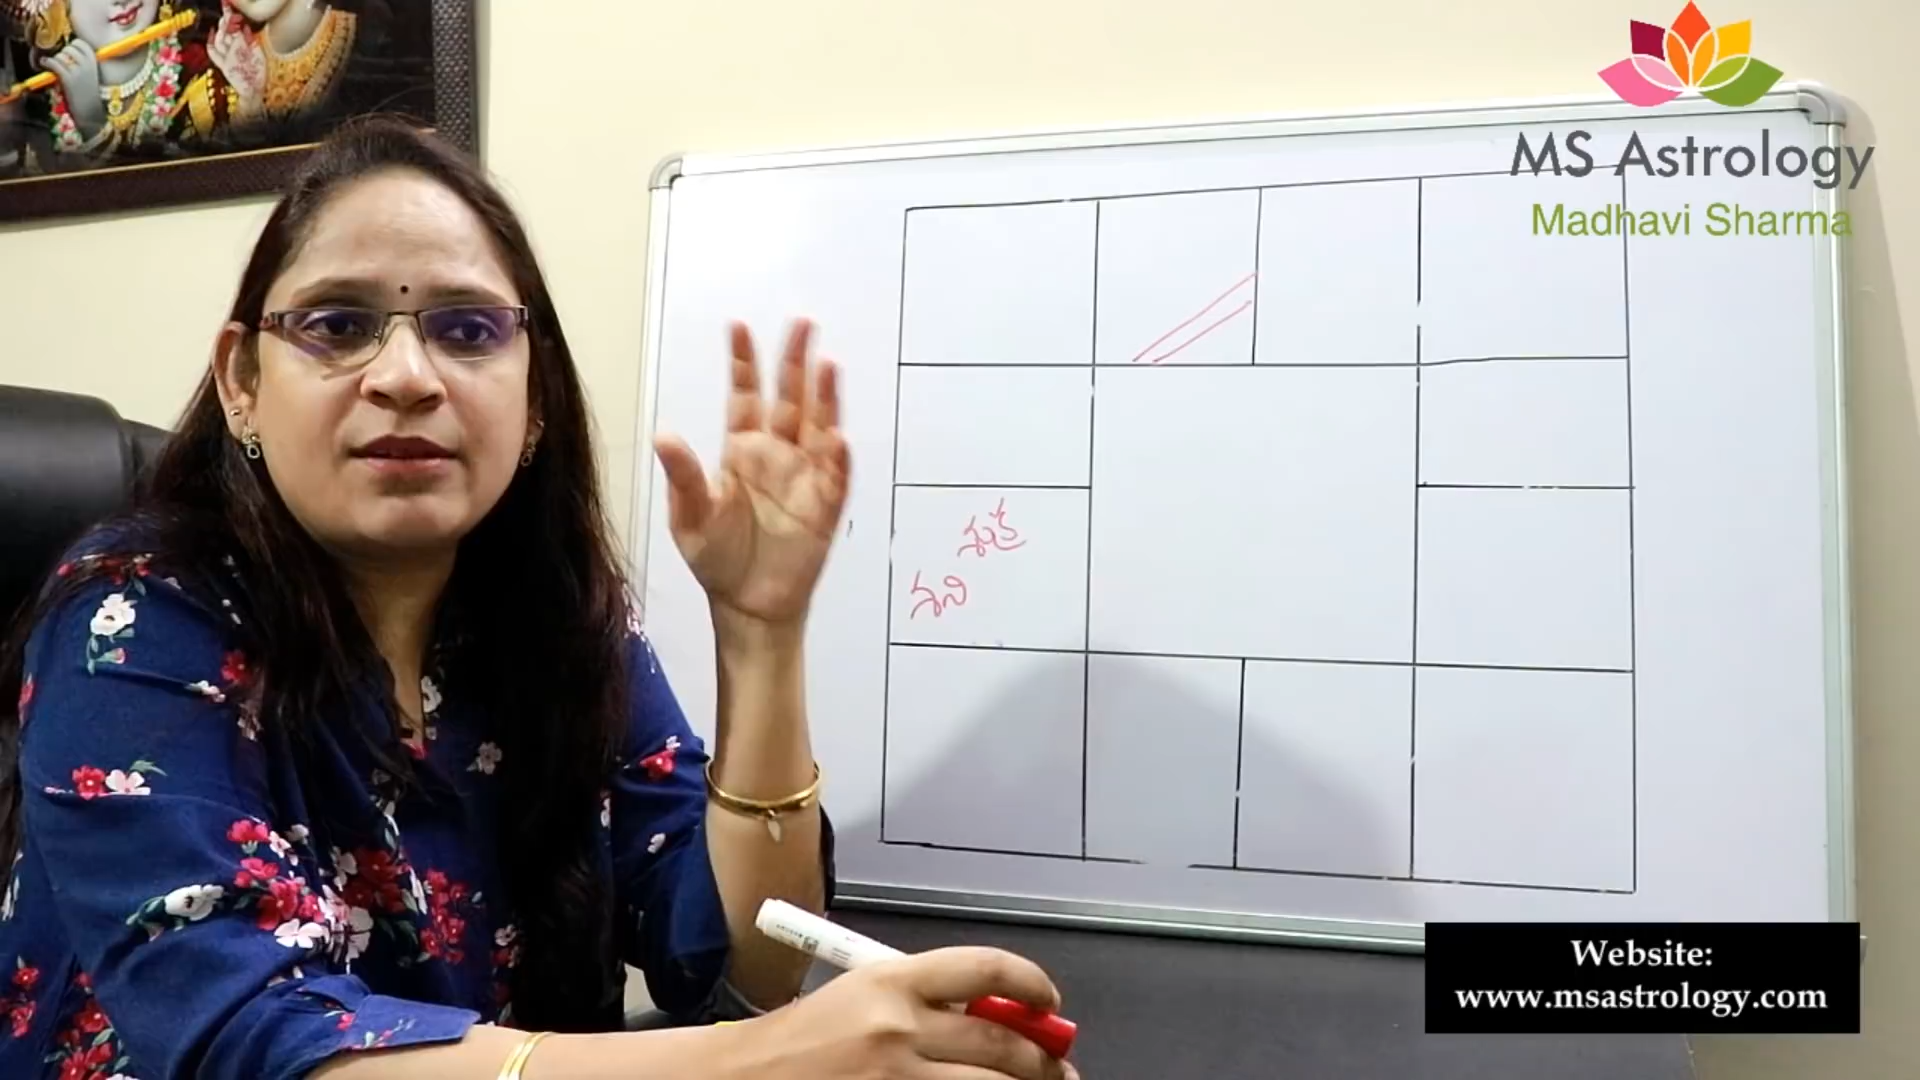 MS Astrology
Madhavi Sharma
శుక్ర
శని
Website:
www.msastrology.com